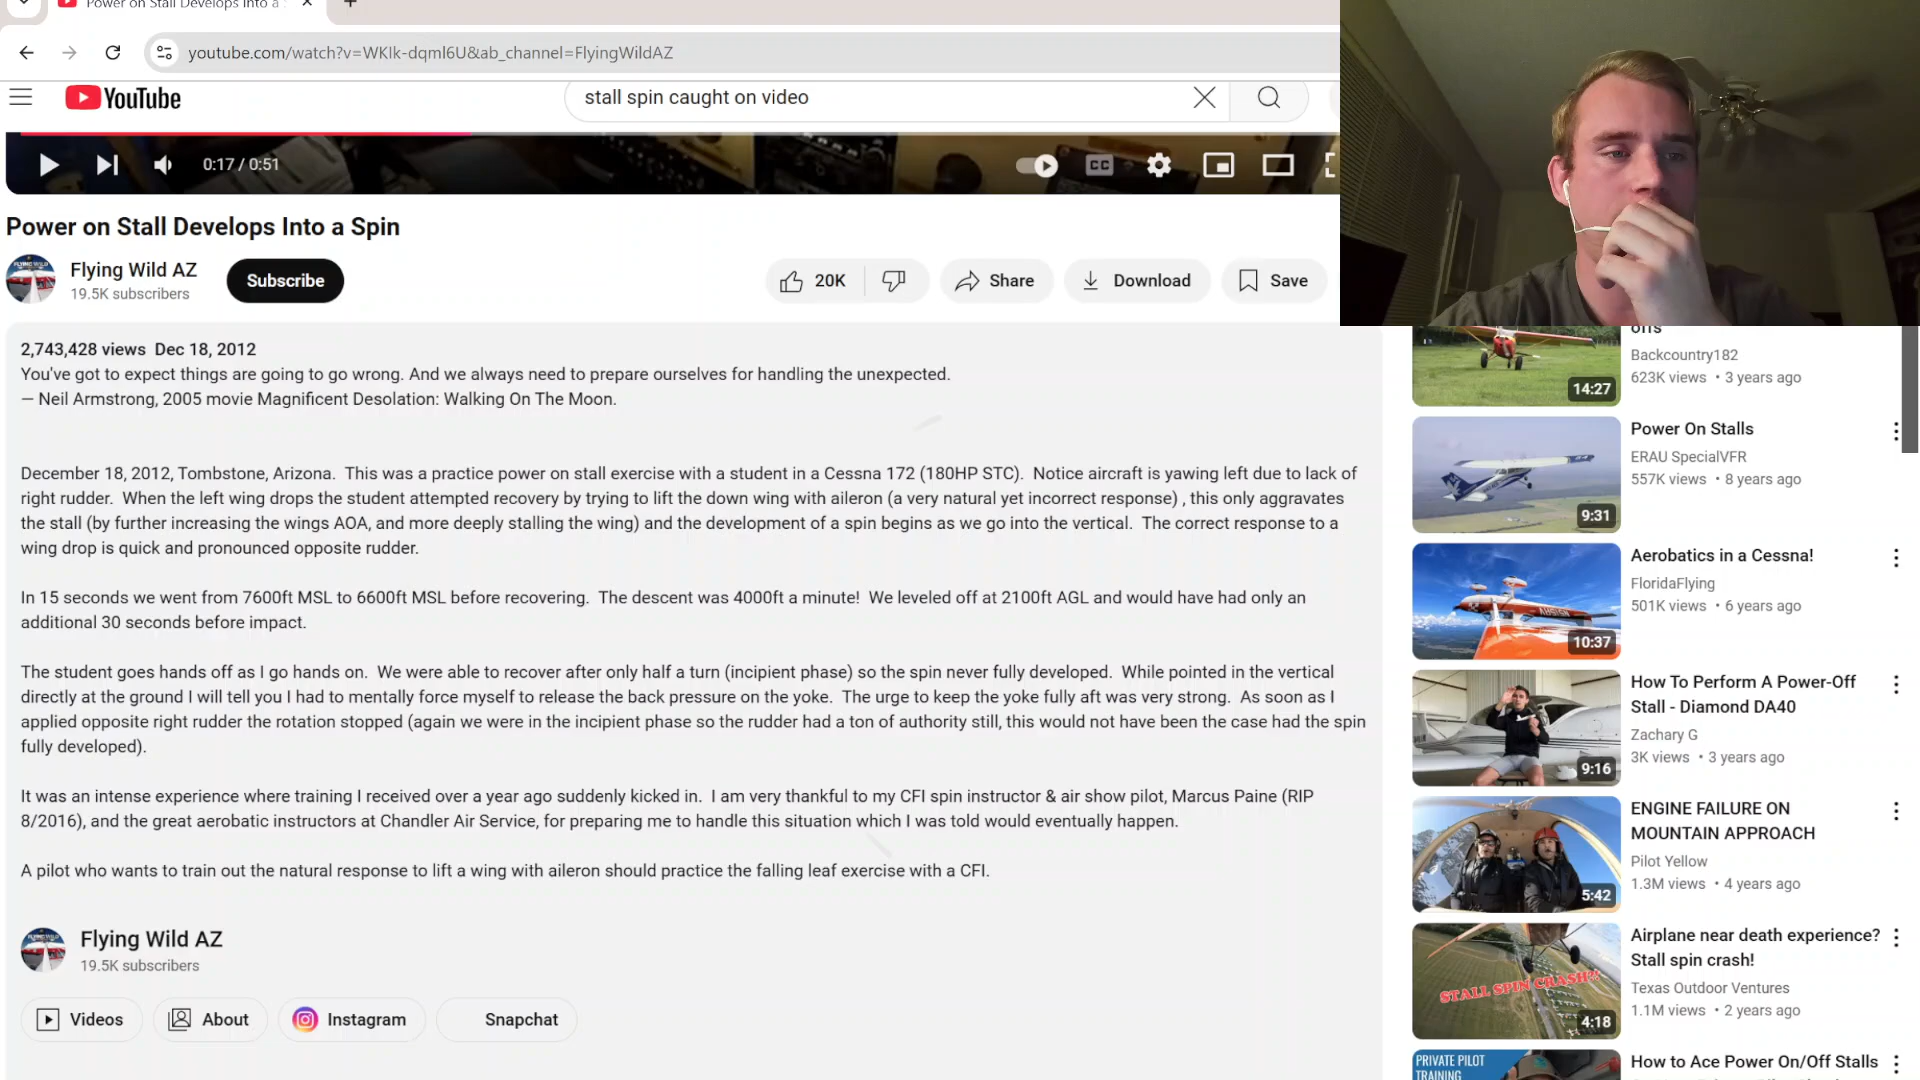 Power on Stall Develops Into a S
youtube.com/watch?v=WKIk-dqml6U&ab_channel=FlyingWildAZ
YouTube
stall spin caught on video
0:17 / 0:51
CC
Power on Stall Develops Into a Spin
Flying Wild AZ
19.5K subscribers
Subscribe
20K
Share
Download
Save
2,743,428 views Dec 18, 2012
You've got to expect things are going to go wrong. And we always need to prepare ourselves for handling the unexpected.
— Neil Armstrong, 2005 movie Magnificent Desolation: Walking On The Moon.
December 18, 2012, Tombstone, Arizona. This was a practice power on stall exercise with a student in a Cessna 172 (180HP STC). Notice aircraft is yawing left due to lack of
right rudder. When the left wing drops the student attempted recovery by trying to lift the down wing with aileron (a very natural yet incorrect response) , this only aggravates
the stall (by further increasing the wings AOA, and more deeply stalling the wing) and the development of a spin begins as we go into the vertical. The correct response to a
wing drop is quick and pronounced opposite rudder.
In 15 seconds we went from 7600ft MSL to 6600ft MSL before recovering. The descent was 4000ft a minute! We leveled off at 2100ft AGL and would have had only an
additional 30 seconds before impact.
The student goes hands off as I go hands on. We were able to recover after only half a turn (incipient phase) so the spin never fully developed. While pointed in the vertical
directly at the ground I will tell you I had to mentally force myself to release the back pressure on the yoke. The urge to keep the yoke fully aft was very strong. As soon as I
applied opposite right rudder the rotation stopped (again we were in the incipient phase so the rudder had a ton of authority still, this would not have been the case had the spin
fully developed).
It was an intense experience where training I received over a year ago suddenly kicked in. I am very thankful to my CFI spin instructor & air show pilot, Marcus Paine (RIP
8/2016), and the great aerobatic instructors at Chandler Air Service, for preparing me to handle this situation which I was told would eventually happen.
A pilot who wants to train out the natural response to lift a wing with aileron should practice the falling leaf exercise with a CFI.
Flying Wild AZ
19.5K subscribers
Videos
About
Instagram
Snapchat
offs
Backcountry182
623K views • 3 years ago
14:27
Power On Stalls
ERAU SpecialVFR
557K views • 8 years ago
9:31
Aerobatics in a Cessna!
FloridaFlying
501K views • 6 years ago
10:37
How To Perform A Power-Off
Stall - Diamond DA40
Zachary G
3K views • 3 years ago
9:16
ENGINE FAILURE ON
MOUNTAIN APPROACH
Pilot Yellow
1.3M views • 4 years ago
5:42
Airplane near death experience?
Stall spin crash!
Texas Outdoor Ventures
1.1M views • 2 years ago
STALL SPIN CRASH?!
4:18
How to Ace Power On/Off Stalls
PRIVATE PILOT
TRAINING